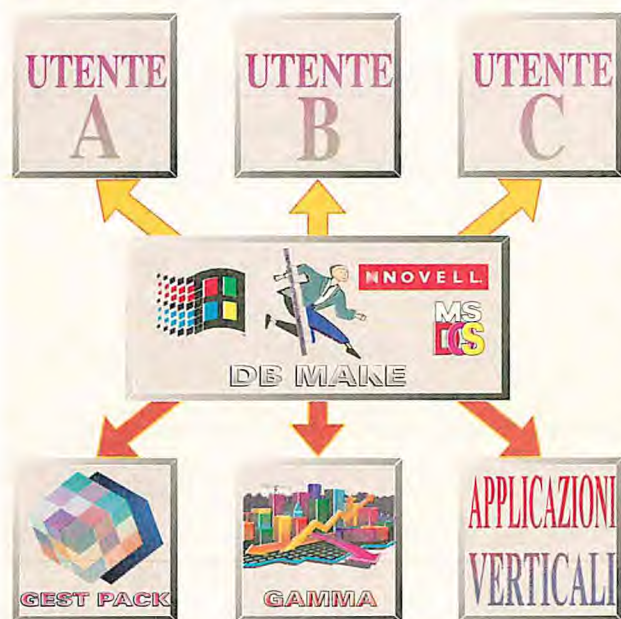 UTENTE
A
UTENTE
B
UTENTE
C
NOVELL
MS
DOS
DB MAKE
GEST PACK
GAMMA
APPLICAZIONI
VERTICALI